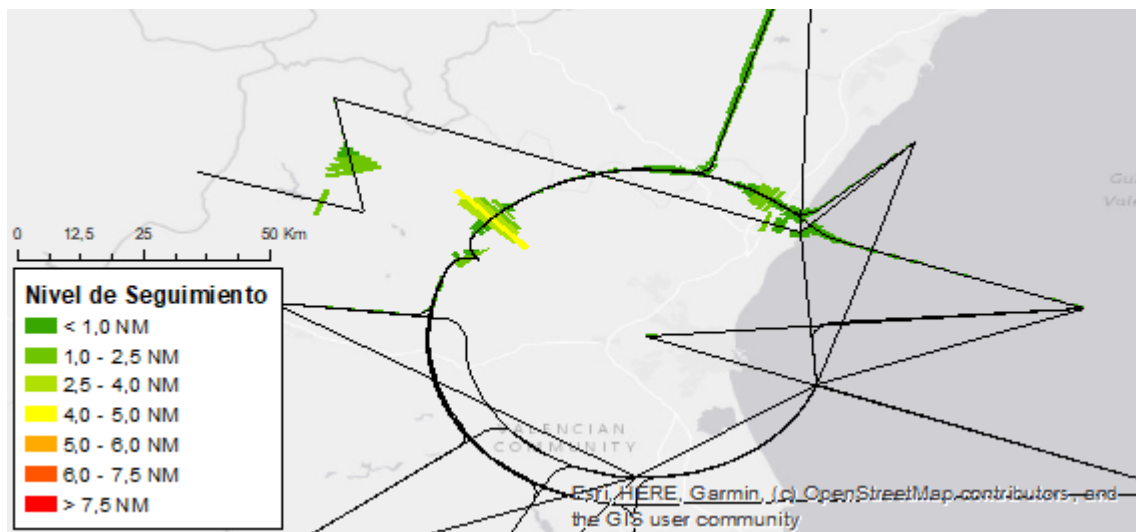 Gu
Vale
0 12,5 25 50 Km
Nivel de Seguimiento
< 1,0 NM
1,0 - 2,5 NM
2,5 - 4,0 NM
4,0 - 5,0 NM
5,0 - 6,0 NM
6,0 - 7,5 NM
> 7,5 NM
VALENCIAN
COMMUNITY
Esri, HERE, Garmin, (c) OpenStreetMap contributors, and
the GIS user community